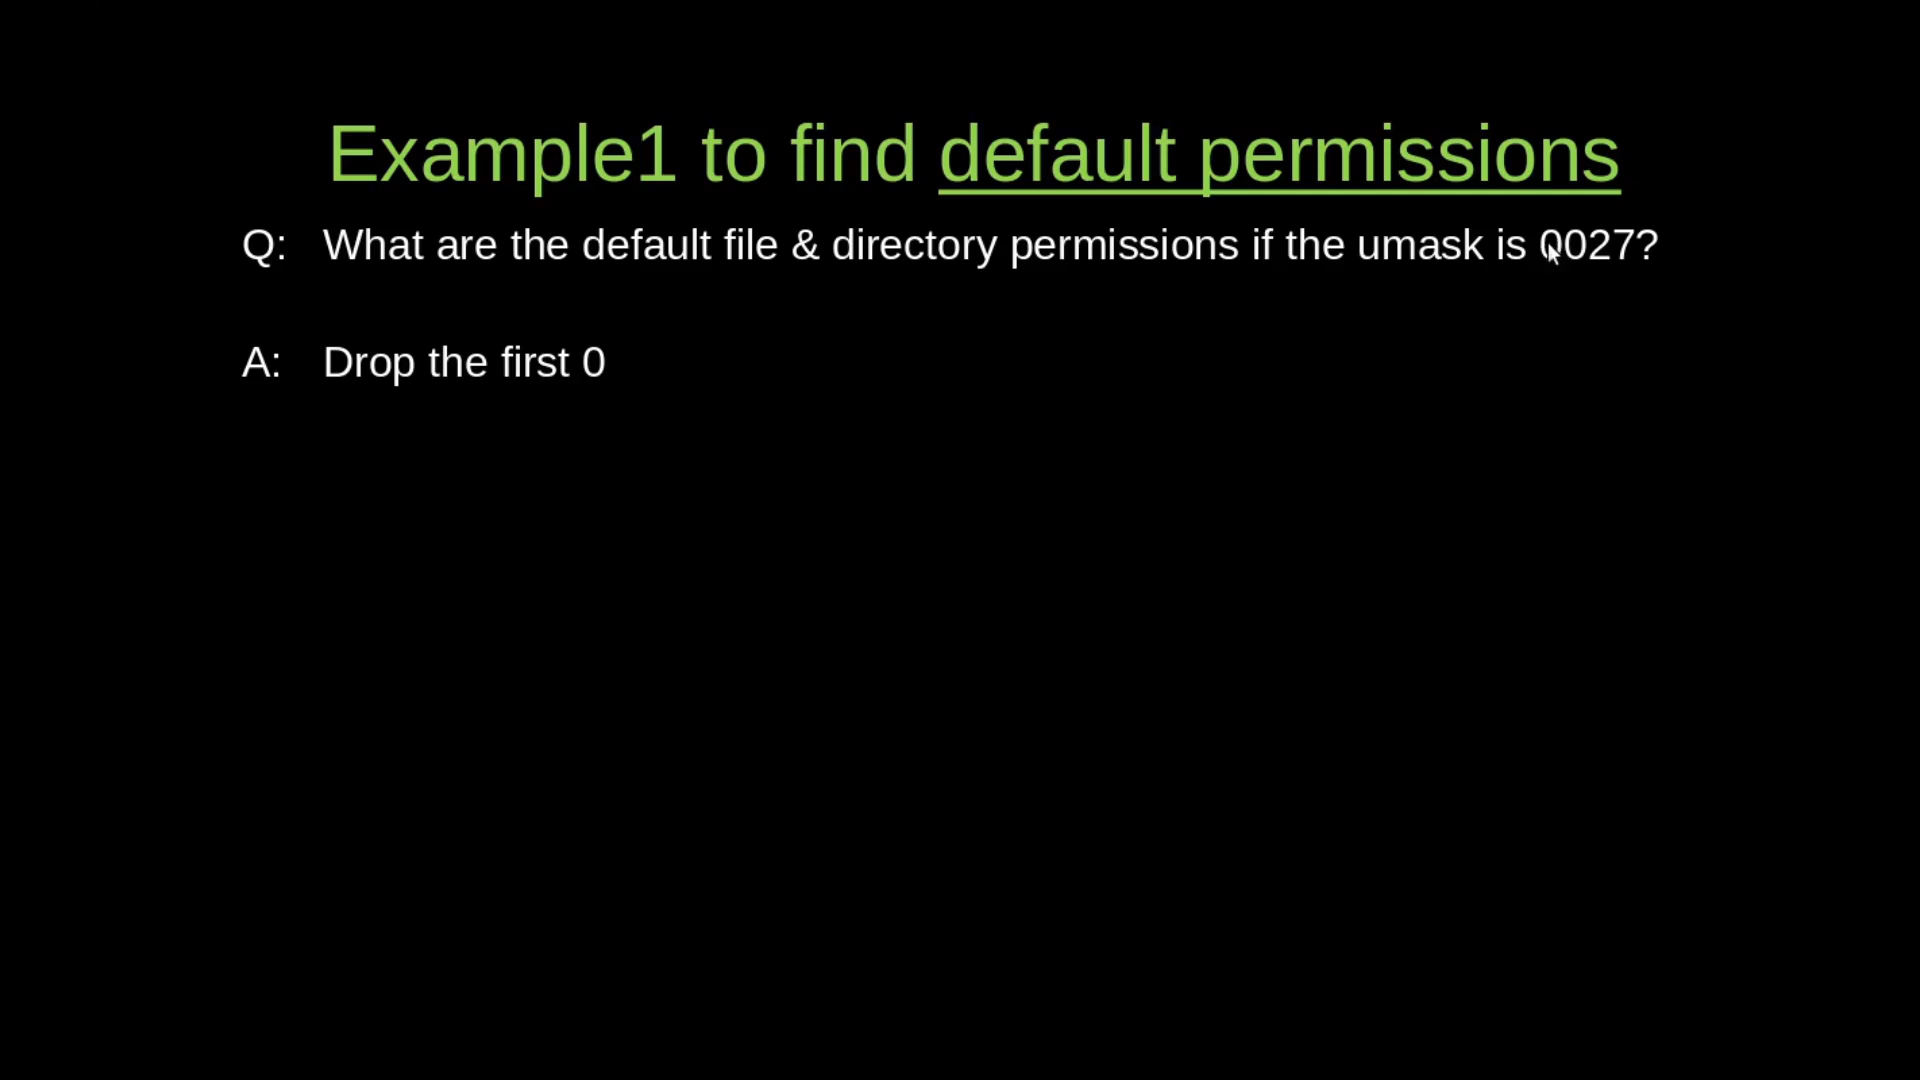 Example1 to find default permissions
Q: What are the default file & directory permissions if the umask is 0027?
A: Drop the first 0